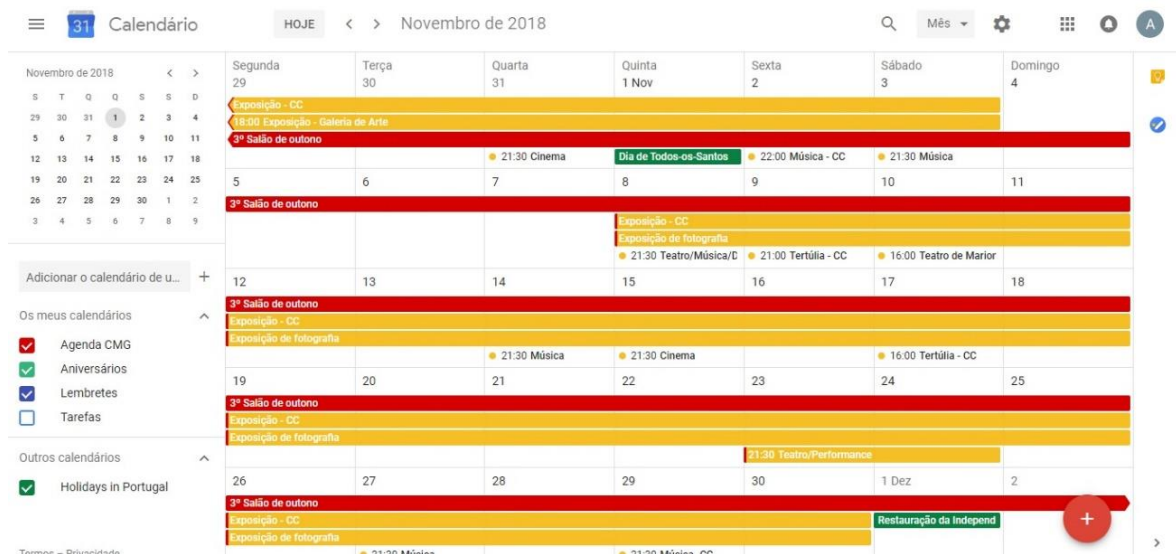 31 Calendário HOJE < > Novembro de 2018 Mês A
Novembro de 2018 < >
S T Q Q S S D
29 30 31 1 2 3 4
5 6 7 8 9 10 11
12 13 14 15 16 17 18
19 20 21 22 23 24 25
26 27 28 29 30 1 2
3 4 5 6 7 8 9
Adicionar o calendário de u... +
Os meus calendários
Agenda CMG
Aniversários
Lembretes
Tarefas
Outros calendários
Holidays in Portugal
Termos – Privacidade
Segunda Terça Quarta Quinta Sexta Sábado Domingo
29 30 31 1 Nov 2 3 4
Exposição - CC
18:00 Exposição - Galeria de Arte
3º Salão de outono
21:30 Cinema Dia de Todos-os-Santos 22:00 Música - CC 21:30 Música
5 6 7 8 9 10 11
3º Salão de outono
Exposição - CC
Exposição de fotografia
21:30 Teatro/Música/D 21:00 Tertúlia - CC 16:00 Teatro de Marior
12 13 14 15 16 17 18
3º Salão de outono
Exposição - CC
Exposição de fotografia
21:30 Música 21:30 Cinema 16:00 Tertúlia - CC
19 20 21 22 23 24 25
3º Salão de outono
Exposição - CC
Exposição de fotografia
21:30 Teatro/Performance
26 27 28 29 30 1 Dez 2
3º Salão de outono
Exposição - CC Restauração da Independ
Exposição de fotografia
21:30 Música 21:30 Música -CC
+